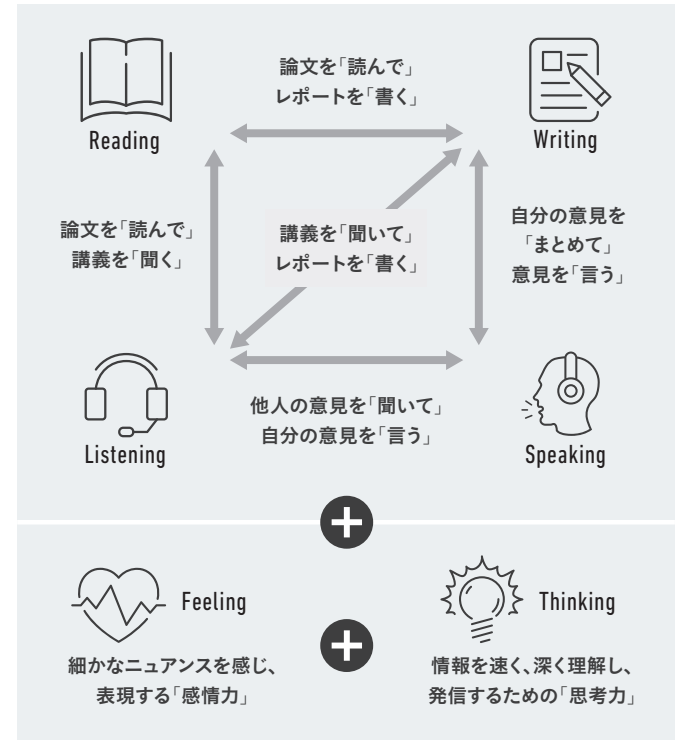 論文を「読んで」
レポートを「書く」
Reading
Writing
論文を「読んで」
講義を「聞く」
講義を「聞いて」
レポートを「書く」
自分の意見を
「まとめて」
意見を「言う」
他人の意見を「聞いて」
自分の意見を「言う」
Listening
Speaking
Feeling
細かなニュアンスを感じ、
表現する「感情力」
Thinking
情報を速く、深く理解し、
発信するための「思考力」